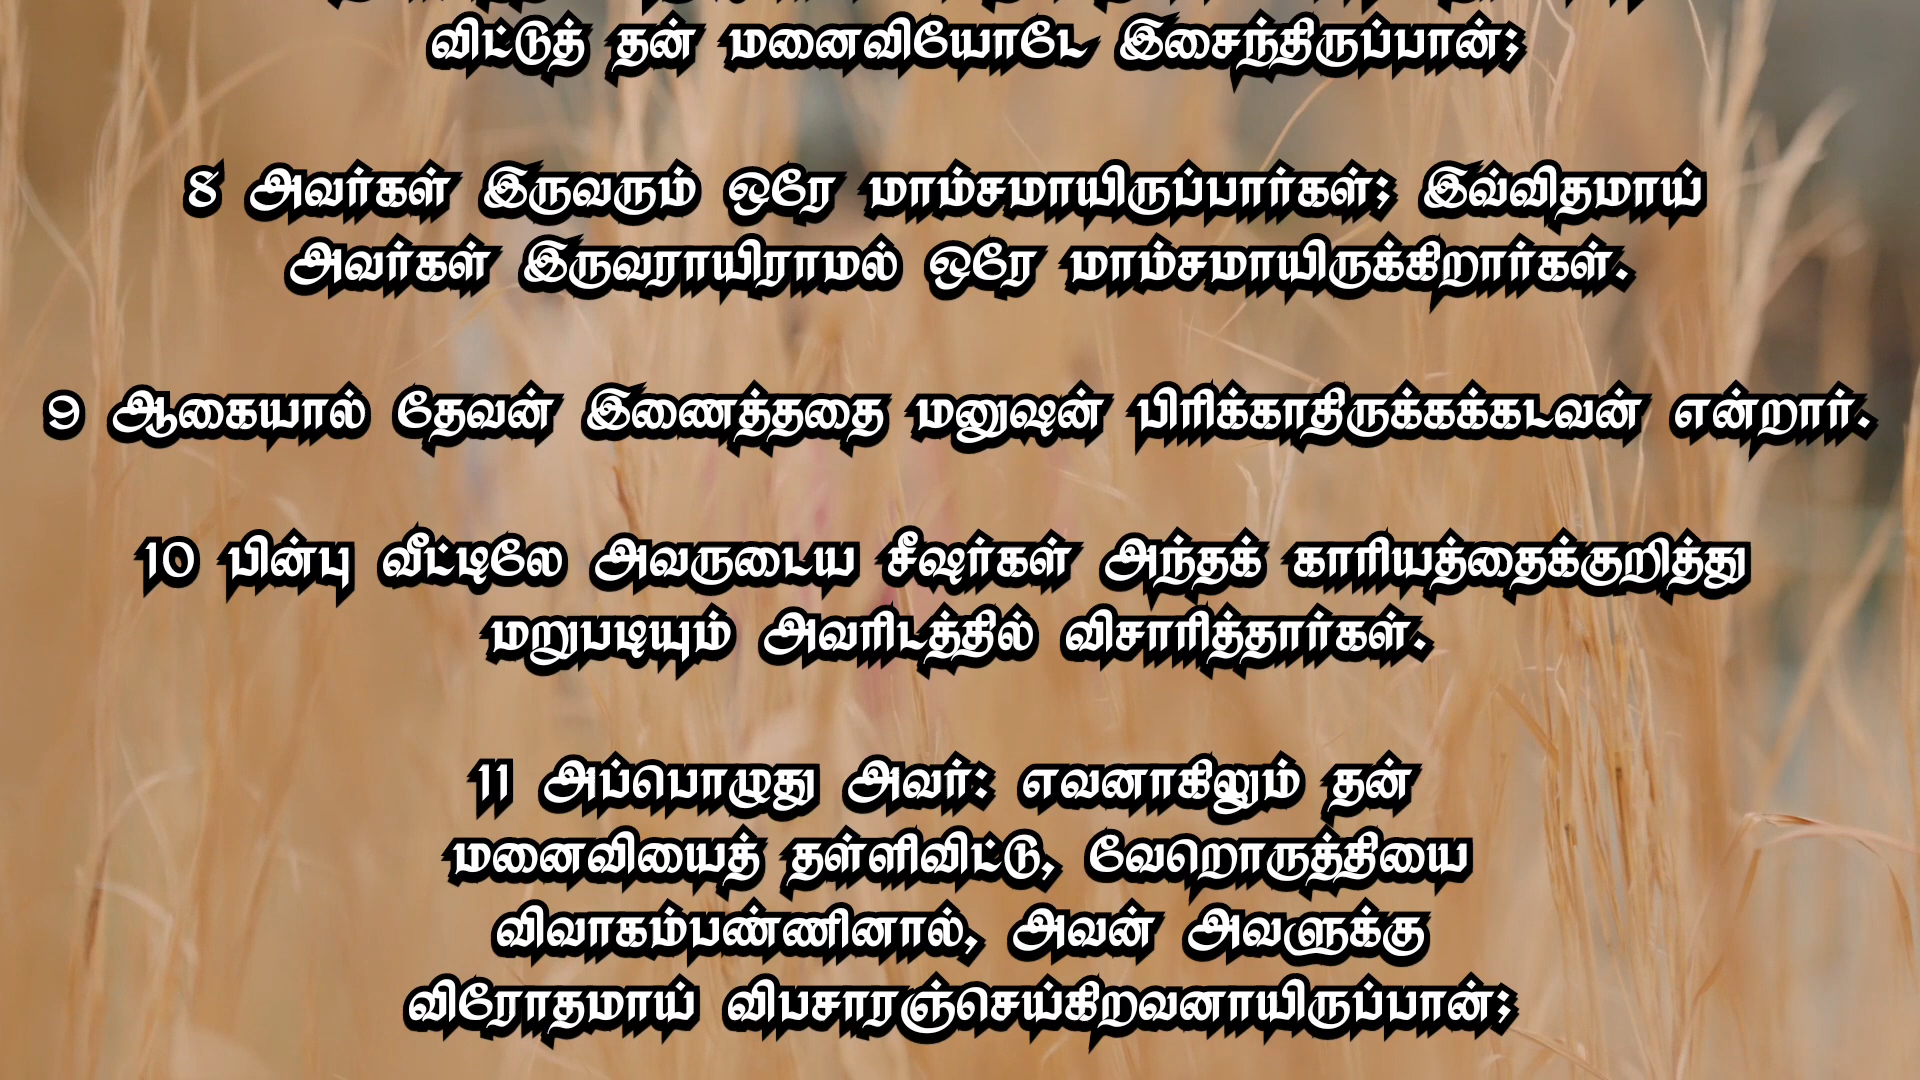 விட்டுத் தன் மனைவியோடே இசைந்திருப்பான்;
8 அவர்கள் இருவரும் ஒரே மாம்சமாயிருப்பார்கள்; இவ்விதமாய்
அவர்கள் இருவராயிராமல் ஒரே மாம்சமாயிருக்கிறார்கள்.
9 ஆகையால் தேவன் இணைத்ததை மனுஷன் பிரிக்காதிருக்கக்கடவன் என்றார்.
10 பின்பு வீட்டிலே அவருடைய சீஷர்கள் அந்தக் காரியத்தைக்குறித்து
மறுபடியும் அவரிடத்தில் விசாரித்தார்கள்.
11 அப்பொழுது அவர்: எவனாகிலும் தன்
மனைவியைத் தள்ளிவிட்டு, வேறொருத்தியை
விவாகம்பண்ணினால், அவன் அவளுக்கு
விரோதமாய் விபசாரஞ்செய்கிறவனாயிருப்பான்;